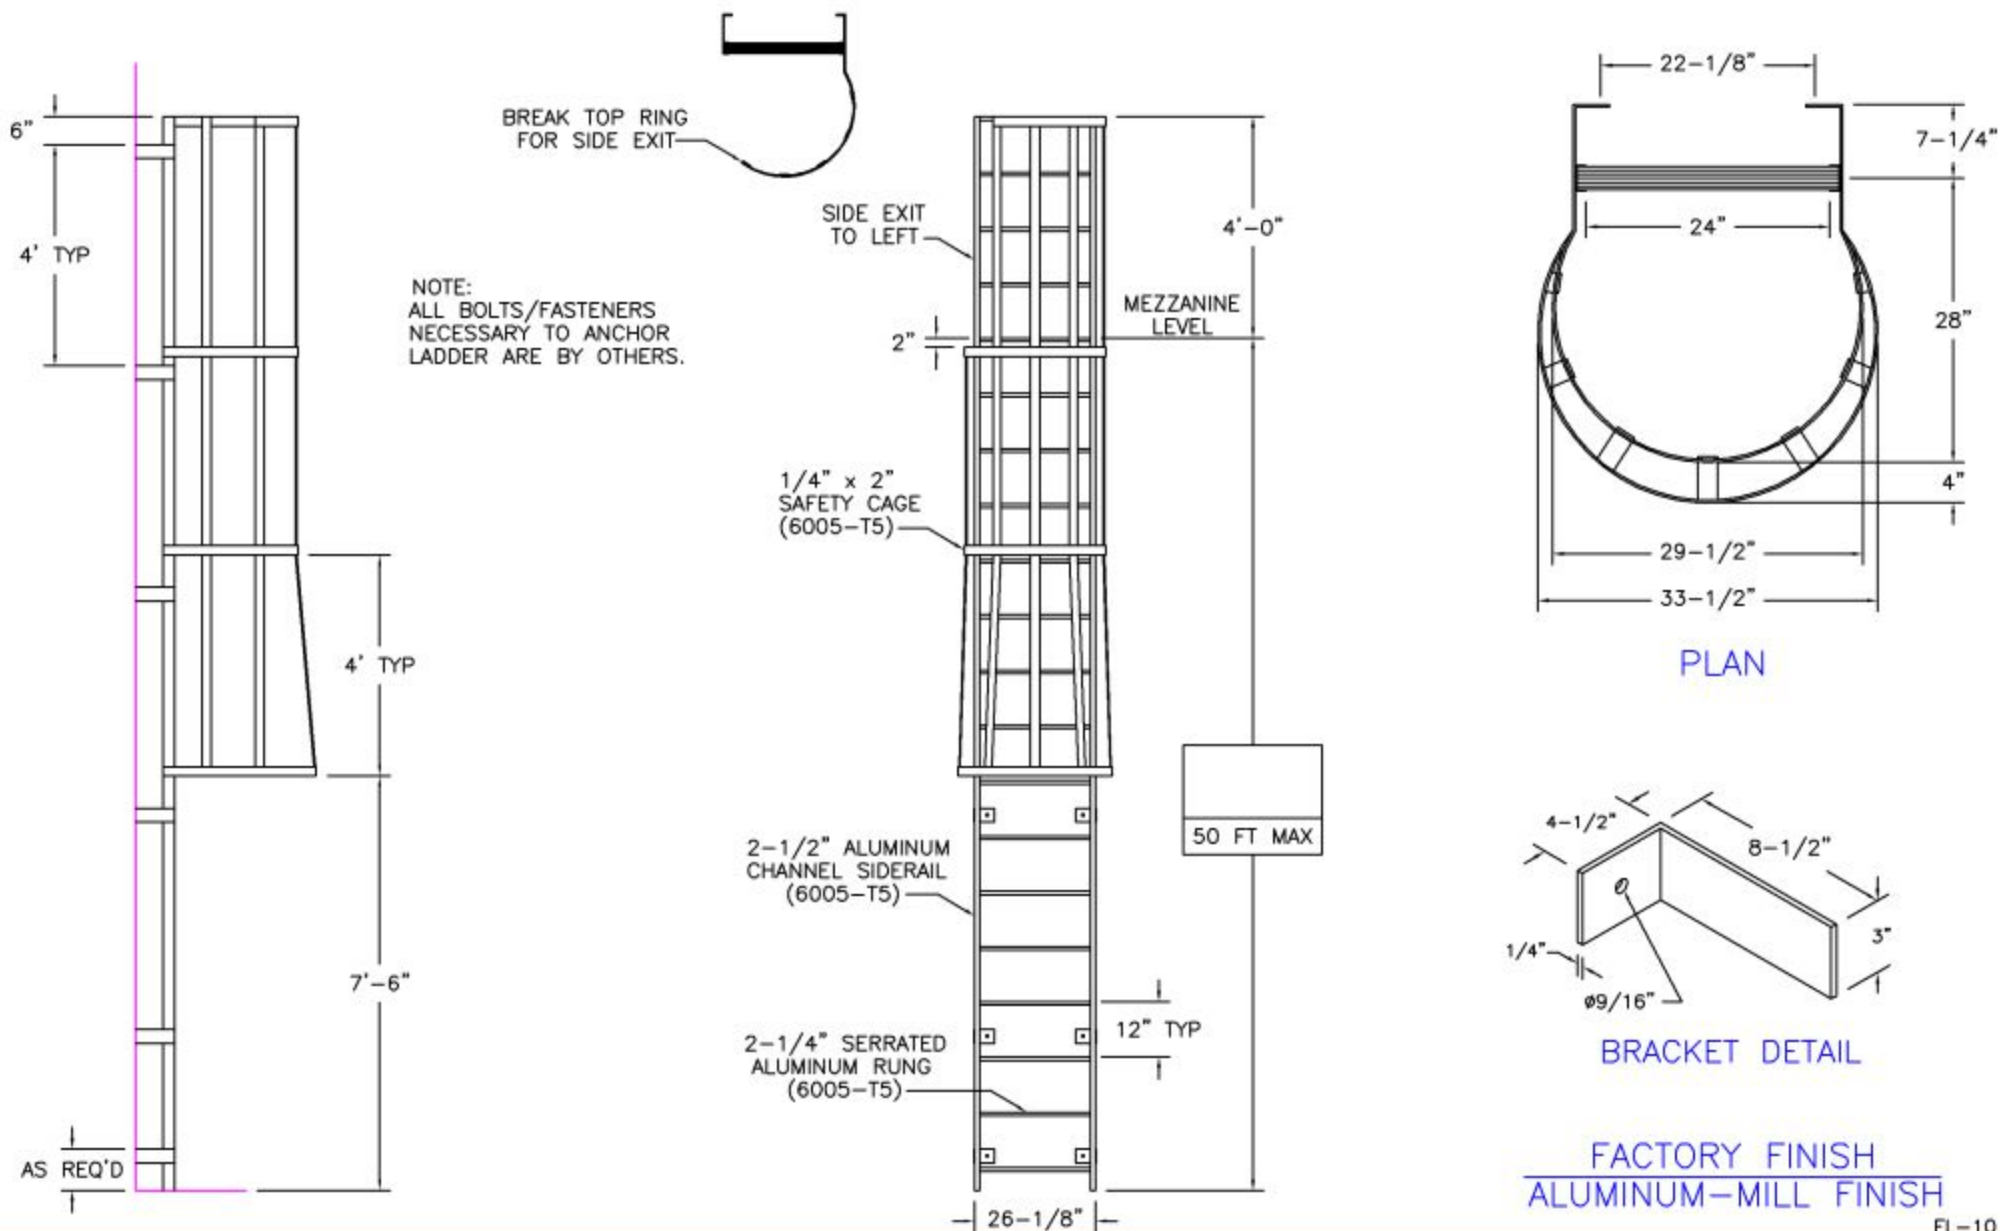 6"
4' TYP
NOTE:
ALL BOLTS/FASTENERS
NECESSARY TO ANCHOR
LADDER ARE BY OTHERS.
4' TYP
7'-6"
AS REQ'D
BREAK TOP RING
FOR SIDE EXIT
SIDE EXIT
TO LEFT
4'-0"
MEZZANINE
LEVEL
2"
1/4" x 2"
SAFETY CAGE
(6005-T5)
50 FT MAX
2-1/2" ALUMINUM
CHANNEL SIDERAIL
(6005-T5)
12" TYP
2-1/4" SERRATED
ALUMINUM RUNG
(6005-T5)
26-1/8"
22-1/8"
7-1/4"
24"
28"
4"
29-1/2"
33-1/2"
PLAN
4-1/2"
8-1/2"
3"
1/4"
ø9/16"
BRACKET DETAIL
FACTORY FINISH
ALUMINUM-MILL FINISH